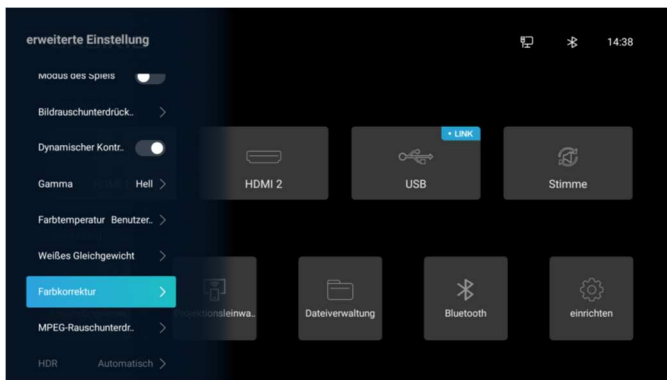 erweiterte Einstellung
14:38
Modus des Spiels
Bildrauschunterdrück..
Dynamischer Kontr..
Gamma Hell
Farbtemperatur Benutzer..
Weißes Gleichgewicht
Farbkorrektur
MPEG-Rauschunterdr..
HDR Automatisch
• LINK
HDMI 2
USB
Stimme
Projektionsleinwa..
Dateiverwaltung
Bluetooth
einrichten